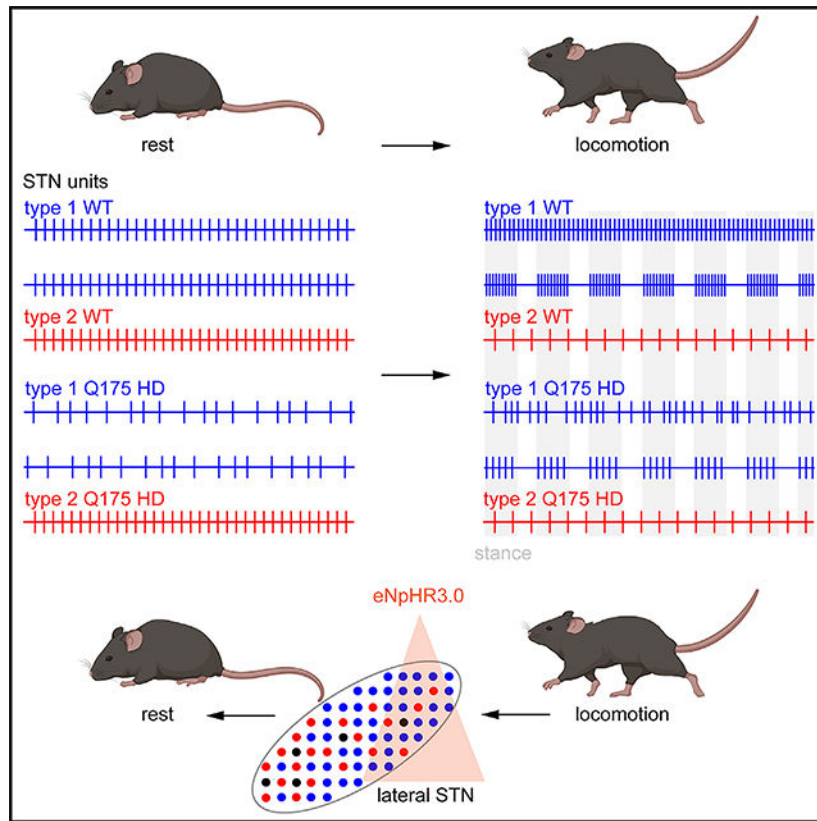 rest
locomotion
STN units
type 1 WT
type 1 WT
type 2 WT
type 2 WT
type 1 Q175 HD
type 1 Q175 HD
type 2 Q175 HD
type 2 Q175 HD
stance
eNpHR3.0
rest
locomotion
lateral STN